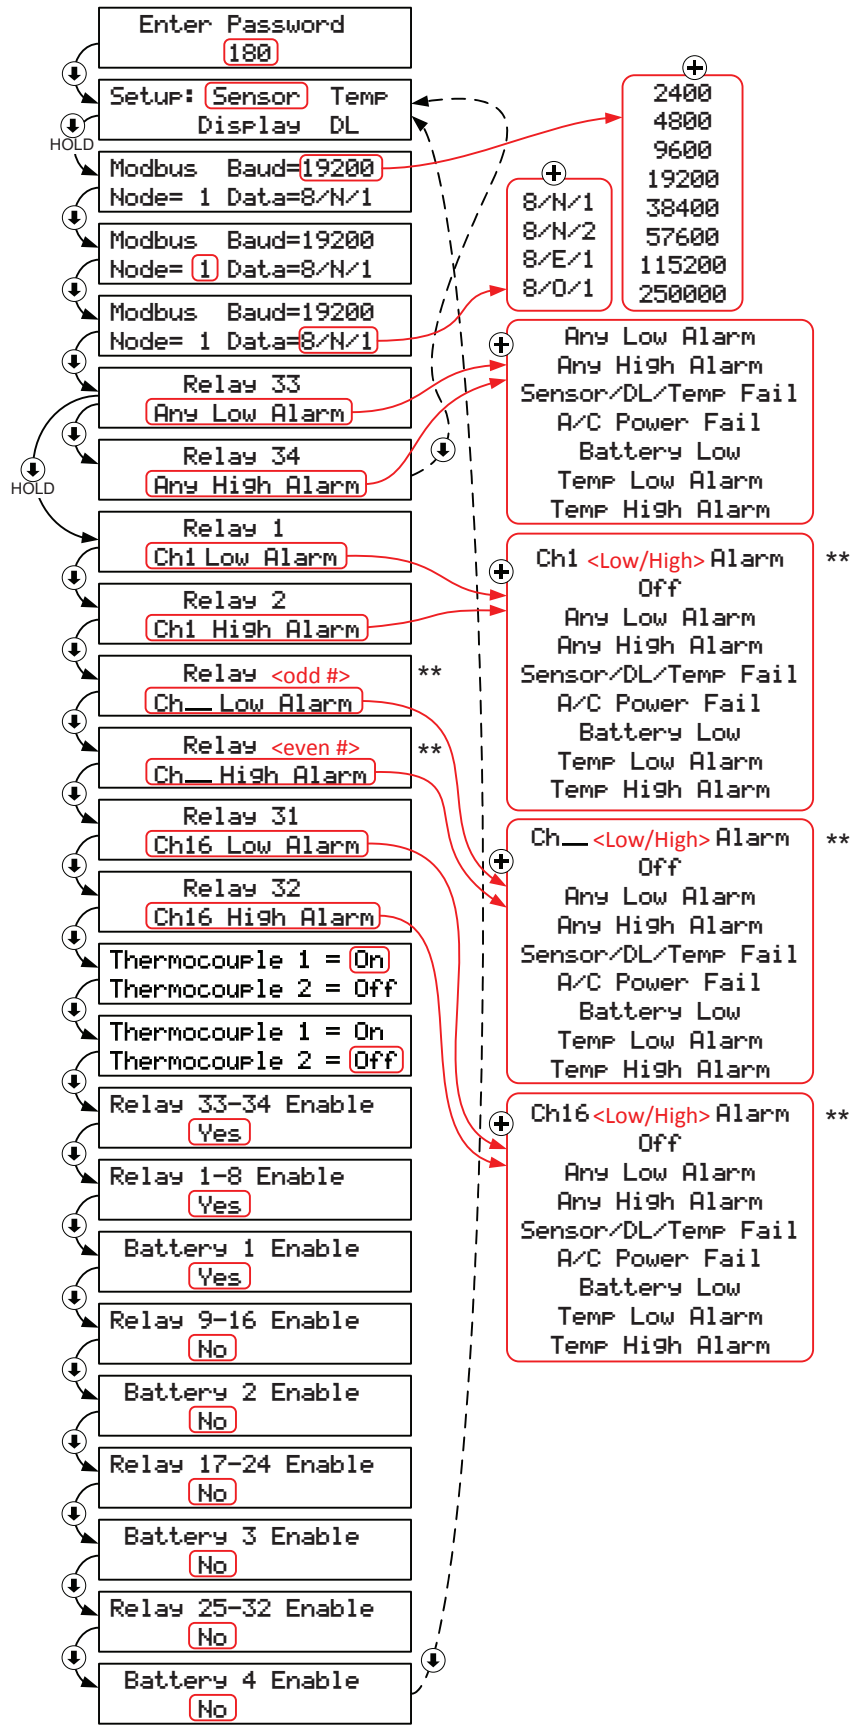 Enter Password
180
Setup: Sensor Temp
Display DL
HOLD
Modbus Baud=19200
Node= 1 Data=8/N/1
Modbus Baud=19200
Node= 1 Data=8/N/1
Modbus Baud=19200
Node= 1 Data=8/N/1
Relay 33
Any Low Alarm
Relay 34
Any High Alarm
HOLD
Relay 1
Ch1 Low Alarm
Relay 2
Ch1 High Alarm
Relay <odd #> **
Ch__ Low Alarm
Relay <even #> **
Ch__ High Alarm
Relay 31
Ch16 Low Alarm
Relay 32
Ch16 High Alarm
Thermocouple 1 = On
Thermocouple 2 = Off
Thermocouple 1 = On
Thermocouple 2 = Off
Relay 33-34 Enable
Yes
Relay 1-8 Enable
Yes
Battery 1 Enable
Yes
Relay 9-16 Enable
No
Battery 2 Enable
No
Relay 17-24 Enable
No
Battery 3 Enable
No
Relay 25-32 Enable
No
Battery 4 Enable
No
2400
4800
9600
19200
38400
57600
115200
250000
8/N/1
8/N/2
8/E/1
8/O/1
Any Low Alarm
Any High Alarm
Sensor/DL/Temp Fail
A/C Power Fail
Battery Low
Temp Low Alarm
Temp High Alarm
Ch1 <Low/High> Alarm **
Off
Any Low Alarm
Any High Alarm
Sensor/DL/Temp Fail
A/C Power Fail
Battery Low
Temp Low Alarm
Temp High Alarm
Ch__ <Low/High> Alarm **
Off
Any Low Alarm
Any High Alarm
Sensor/DL/Temp Fail
A/C Power Fail
Battery Low
Temp Low Alarm
Temp High Alarm
Ch16 <Low/High> Alarm **
Off
Any Low Alarm
Any High Alarm
Sensor/DL/Temp Fail
A/C Power Fail
Battery Low
Temp Low Alarm
Temp High Alarm